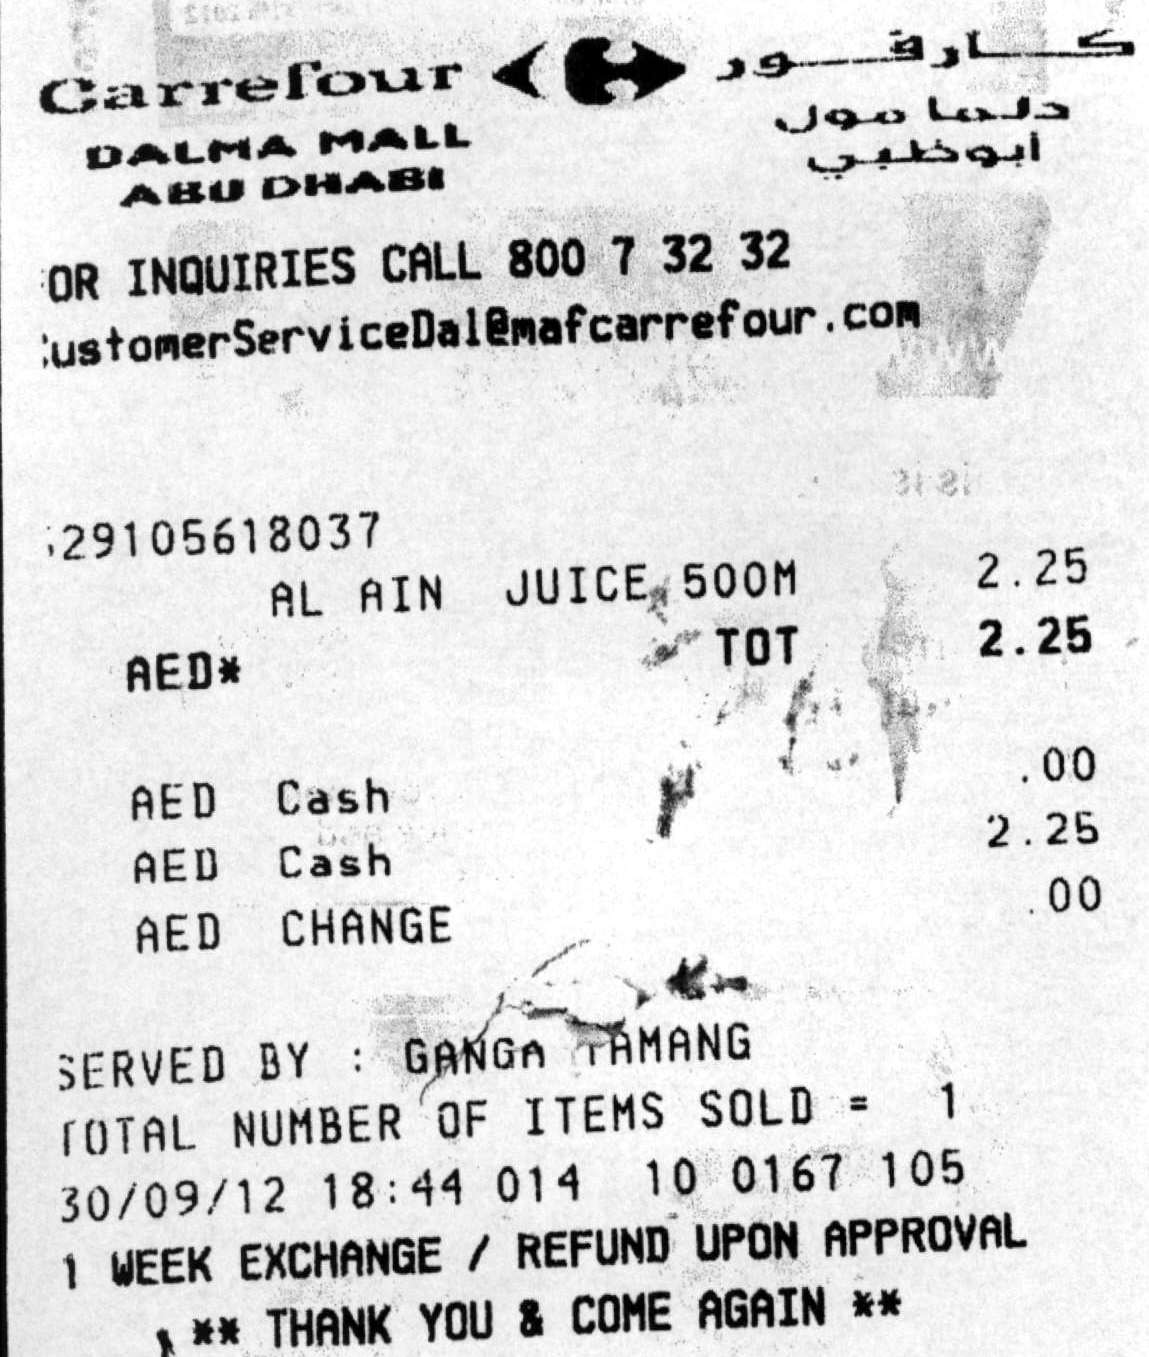 Carrefour كارفور
DALMA MALL دلما مول
ABU DHABI أبوظبي
OR INQUIRIES CALL 800 7 32 32
CustomerServiceDal@mafcarrefour.com
29105618037
AL AIN JUICE 500M 2.25
AED* TOT 2.25
AED Cash .00
AED Cash 2.25
AED CHANGE .00
SERVED BY : GANGA TAMANG
TOTAL NUMBER OF ITEMS SOLD = 1
30/09/12 18:44 014 10 0167 105
1 WEEK EXCHANGE / REFUND UPON APPROVAL
** THANK YOU & COME AGAIN **